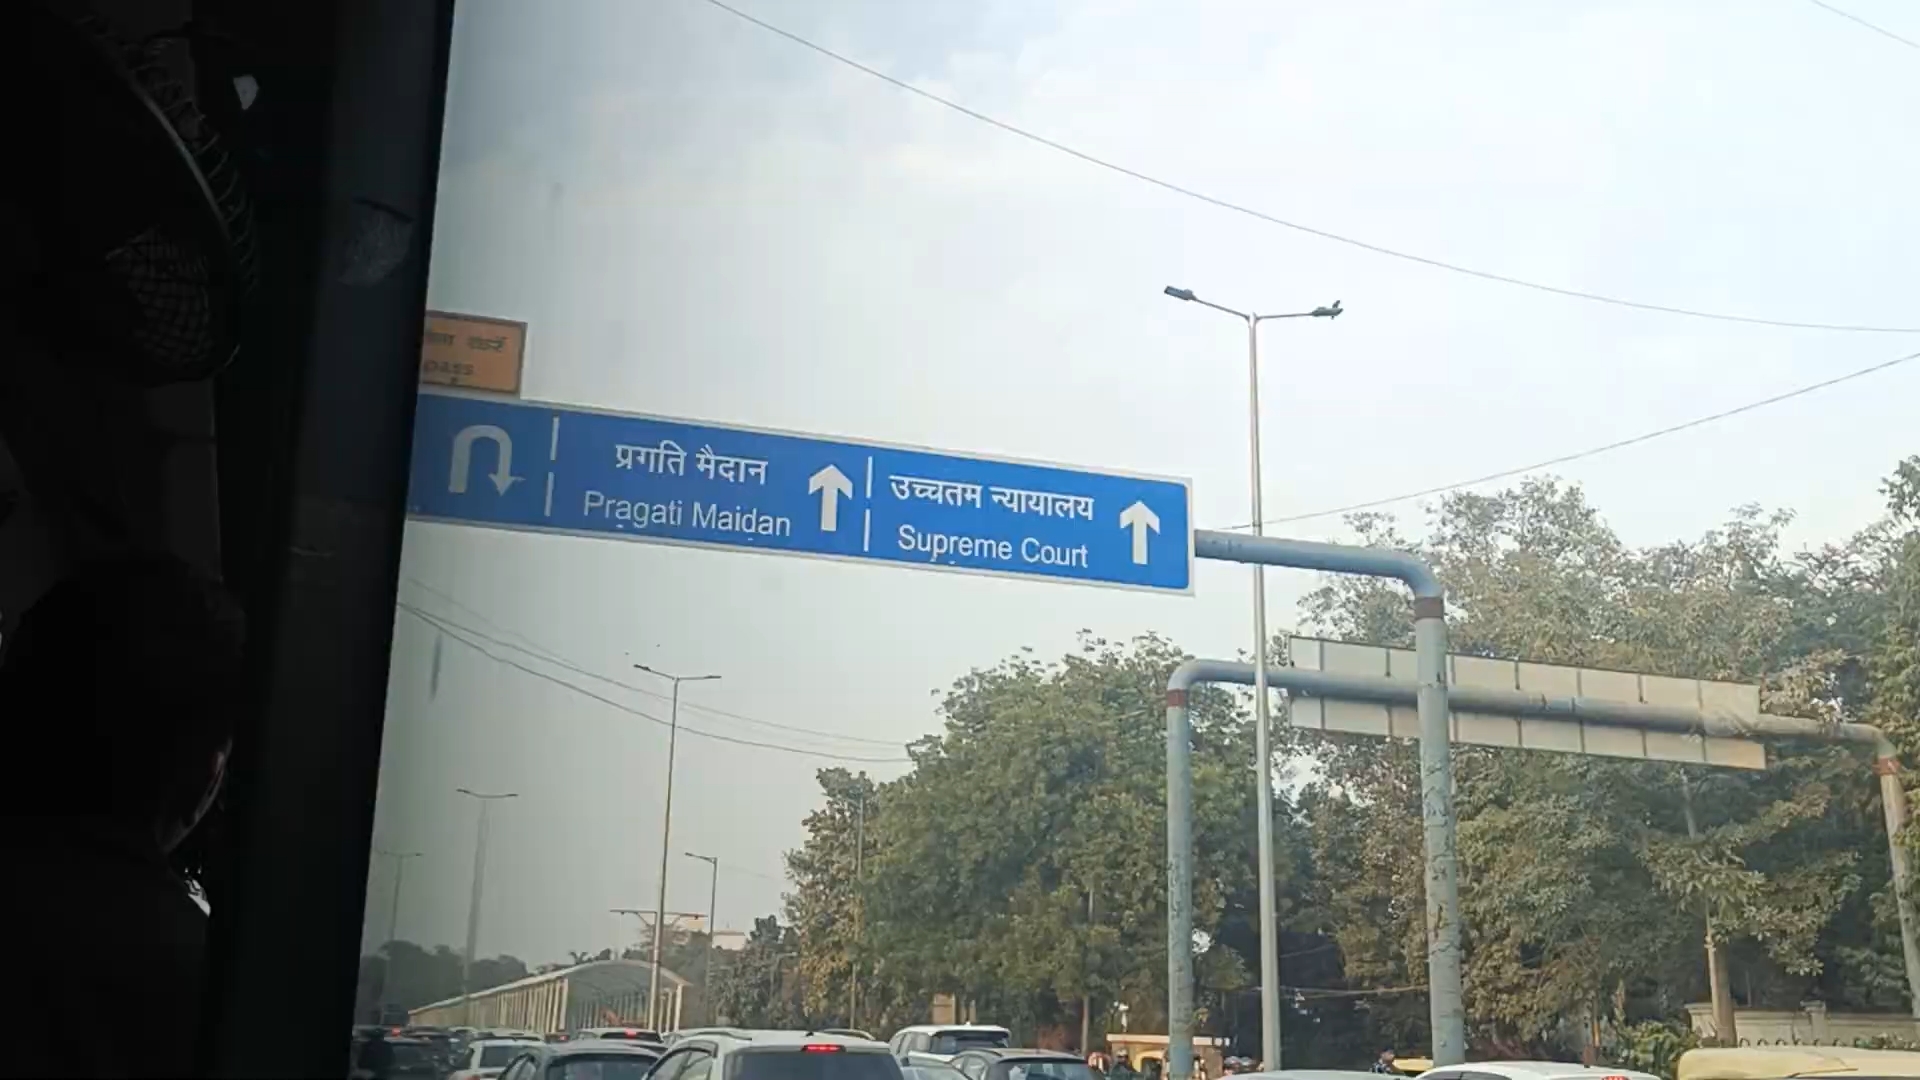 प्रगति मैदान
Pragati Maidan
उच्चतम न्यायालय
Supreme Court